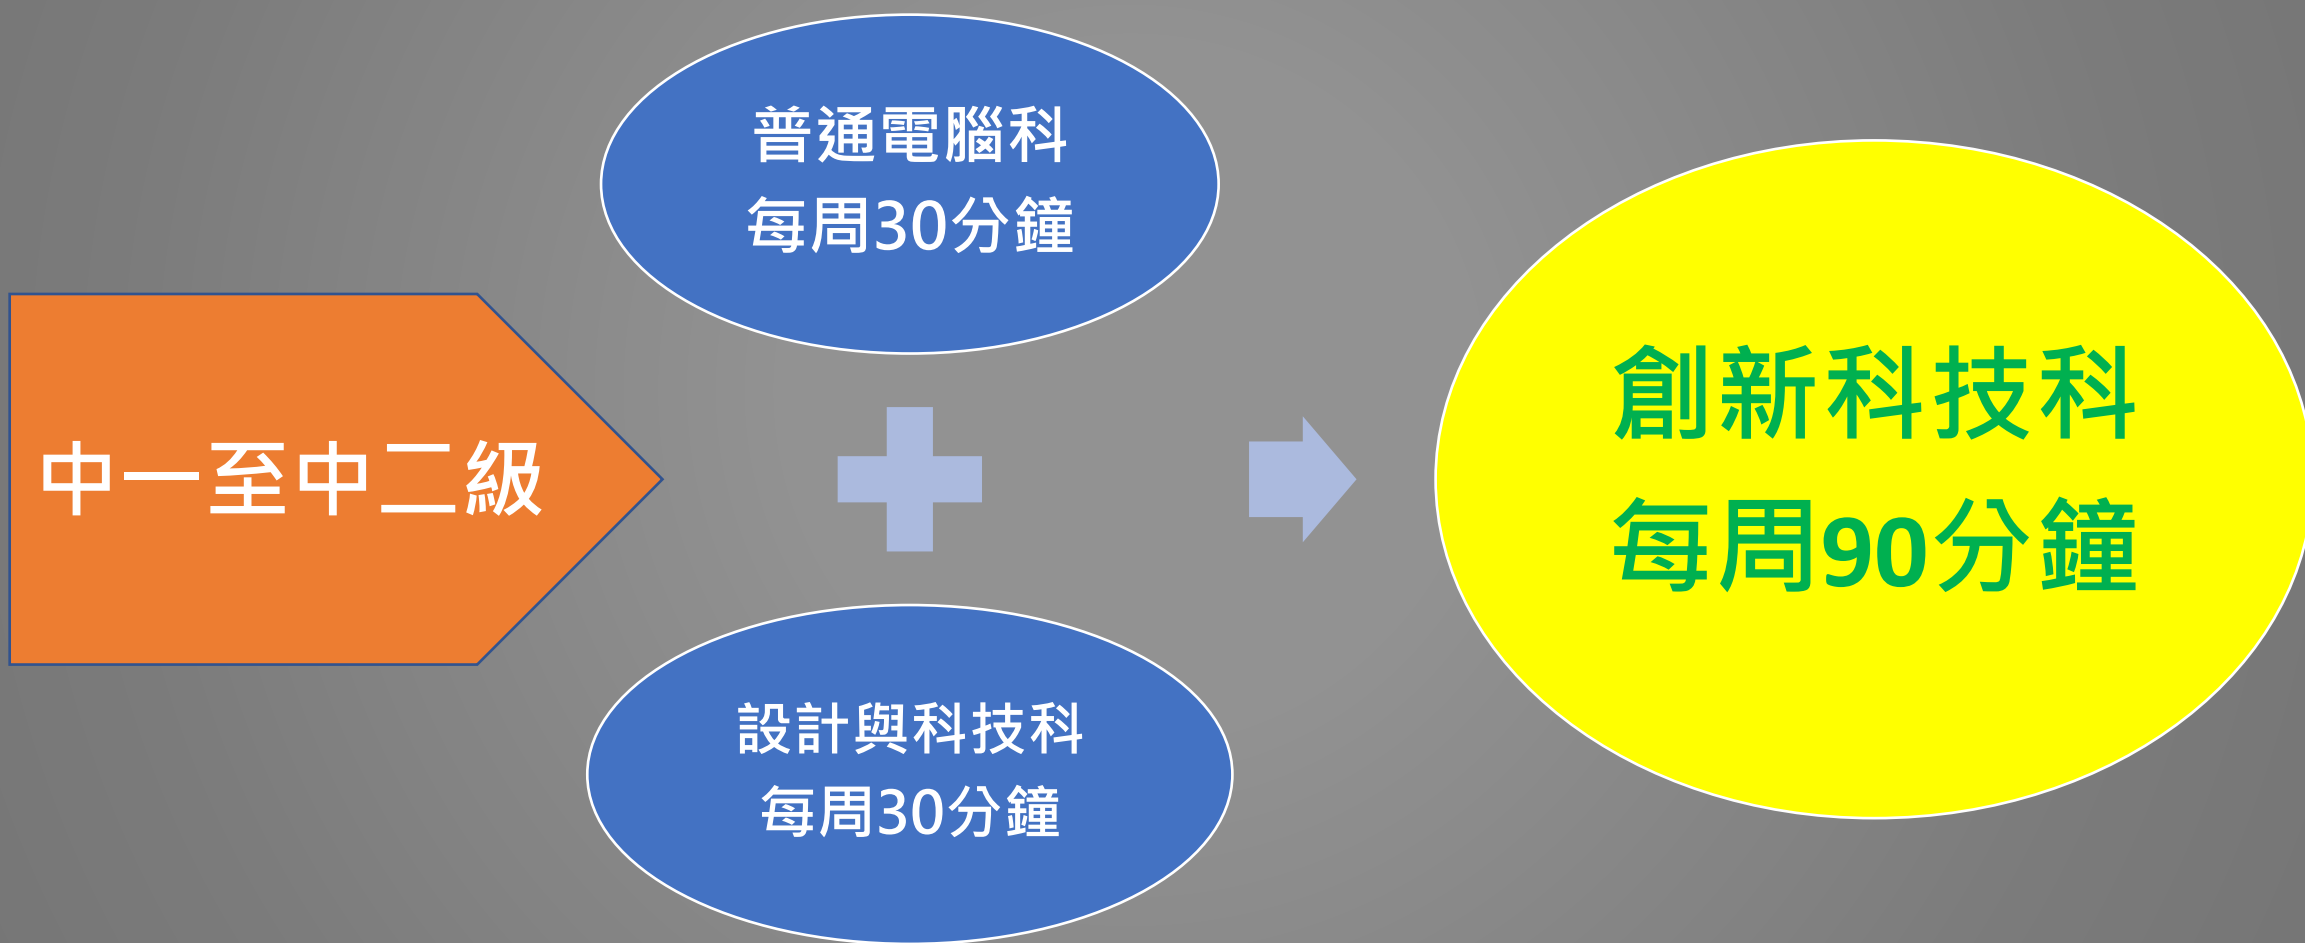 中一至中二級
普通電腦科
每周30分鐘
設計與科技科
每周30分鐘
創新科技科
每周90分鐘